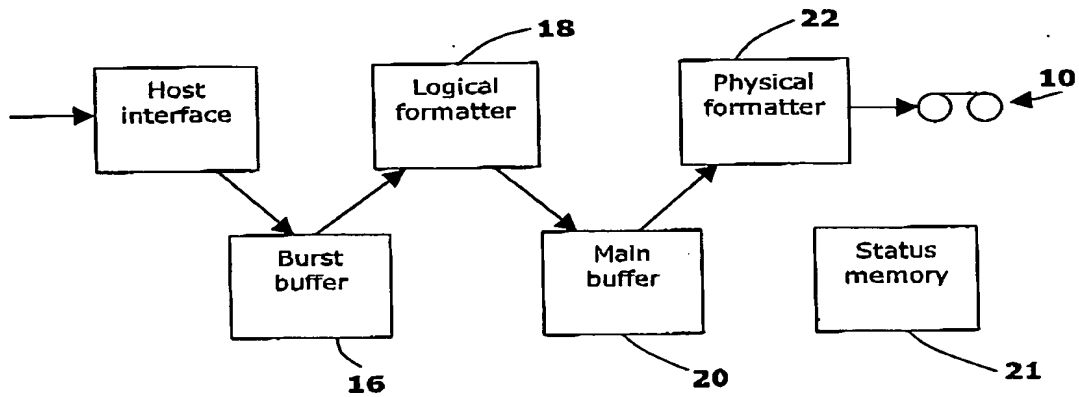 18
22
10
Host
interface
Logical
formatter
Physical
formatter
Burst
buffer
Main
buffer
Status
memory
16
20
21